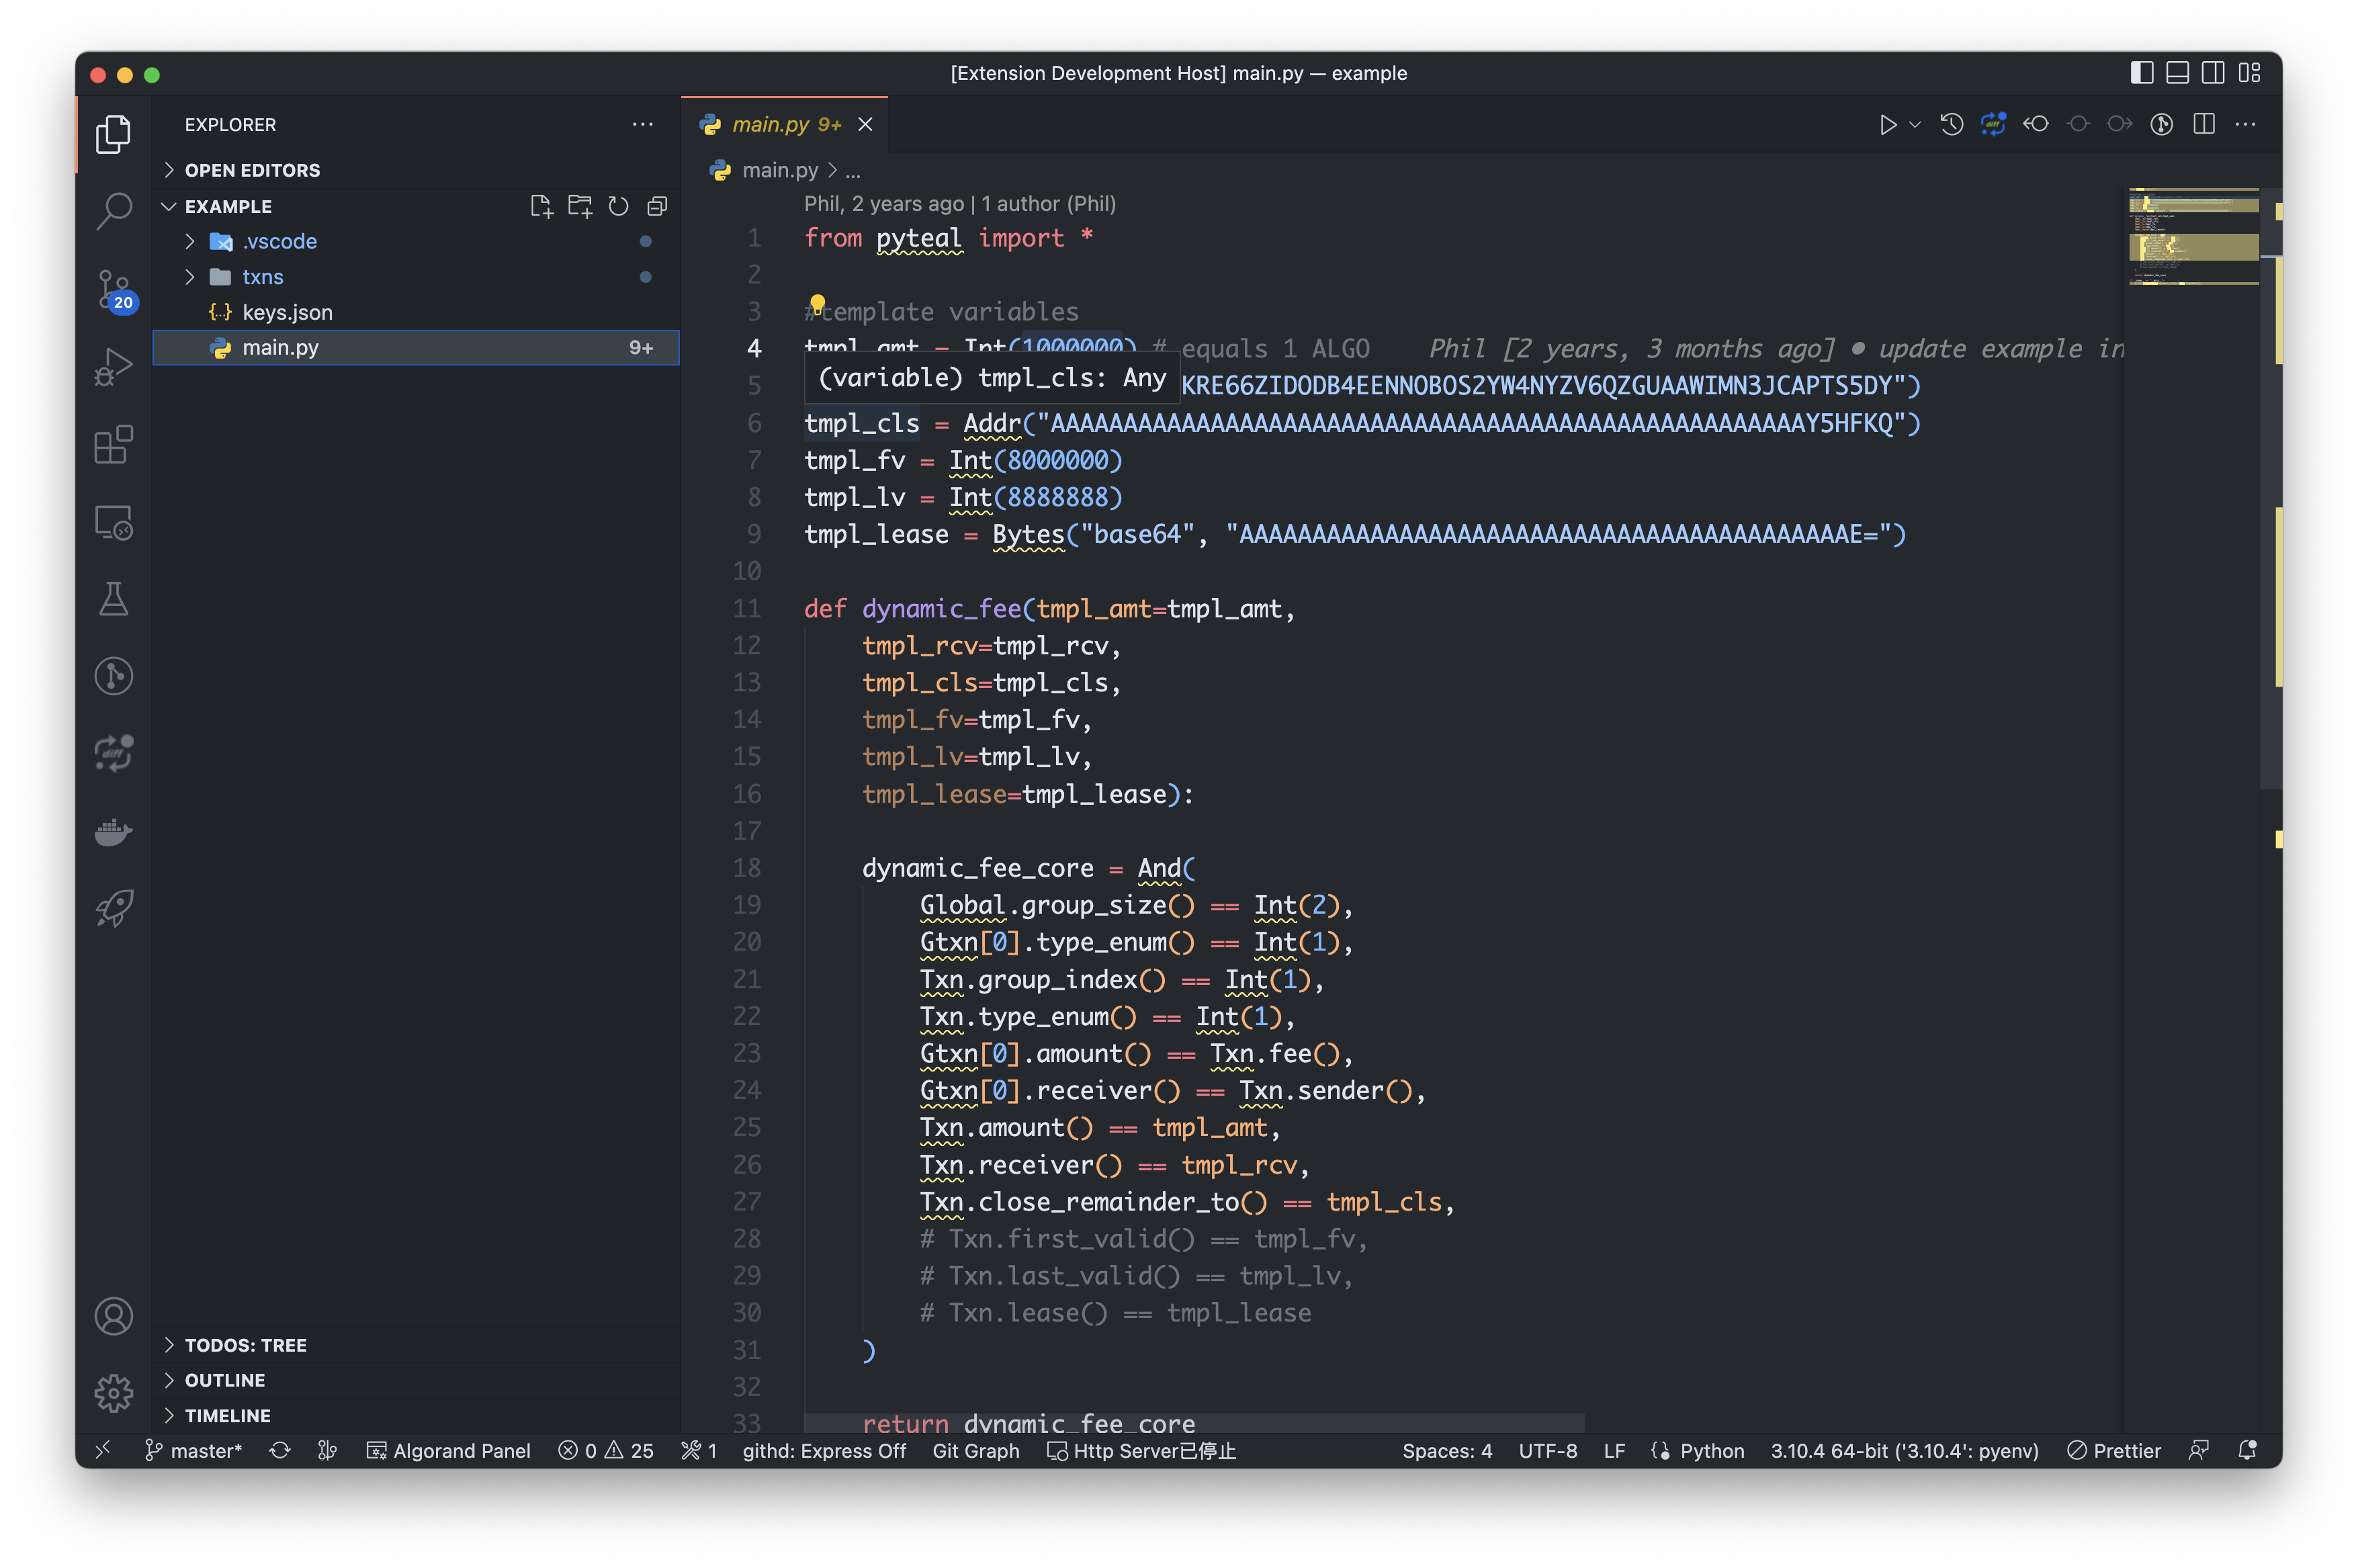 [Extension Development Host] main.py — example
EXPLORER
OPEN EDITORS
EXAMPLE
.vscode
txns
keys.json
main.py 9+
20
TODOS: TREE
OUTLINE
TIMELINE
main.py 9+
main.py > ...
Phil, 2 years ago | 1 author (Phil)
1 from pyteal import *
2
3 #template variables
4 tmpl_amt = Int(1000000) # equals 1 ALGO Phil [2 years, 3 months ago] • update example in
(variable) tmpl_cls: Any
5 KRE66ZIDODB4EENNOBOS2YW4NYZV6QZGUAAWIMN3JCAPTS5DY")
6 tmpl_cls = Addr("AAAAAAAAAAAAAAAAAAAAAAAAAAAAAAAAAAAAAAAAAAAAAAAAAAAAY5HFKQ")
7 tmpl_fv = Int(8000000)
8 tmpl_lv = Int(8888888)
9 tmpl_lease = Bytes("base64", "AAAAAAAAAAAAAAAAAAAAAAAAAAAAAAAAAAAAAAAAAAE=")
10
11 def dynamic_fee(tmpl_amt=tmpl_amt,
12 tmpl_rcv=tmpl_rcv,
13 tmpl_cls=tmpl_cls,
14 tmpl_fv=tmpl_fv,
15 tmpl_lv=tmpl_lv,
16 tmpl_lease=tmpl_lease):
17
18 dynamic_fee_core = And(
19 Global.group_size() == Int(2),
20 Gtxn[0].type_enum() == Int(1),
21 Txn.group_index() == Int(1),
22 Txn.type_enum() == Int(1),
23 Gtxn[0].amount() == Txn.fee(),
24 Gtxn[0].receiver() == Txn.sender(),
25 Txn.amount() == tmpl_amt,
26 Txn.receiver() == tmpl_rcv,
27 Txn.close_remainder_to() == tmpl_cls,
28 # Txn.first_valid() == tmpl_fv,
29 # Txn.last_valid() == tmpl_lv,
30 # Txn.lease() == tmpl_lease
31 )
32
33 return dynamic_fee_core
master* Algorand Panel 0 25 1 githd: Express Off Git Graph Http Server已停止 Spaces: 4 UTF-8 LF Python 3.10.4 64-bit ('3.10.4': pyenv) Prettier